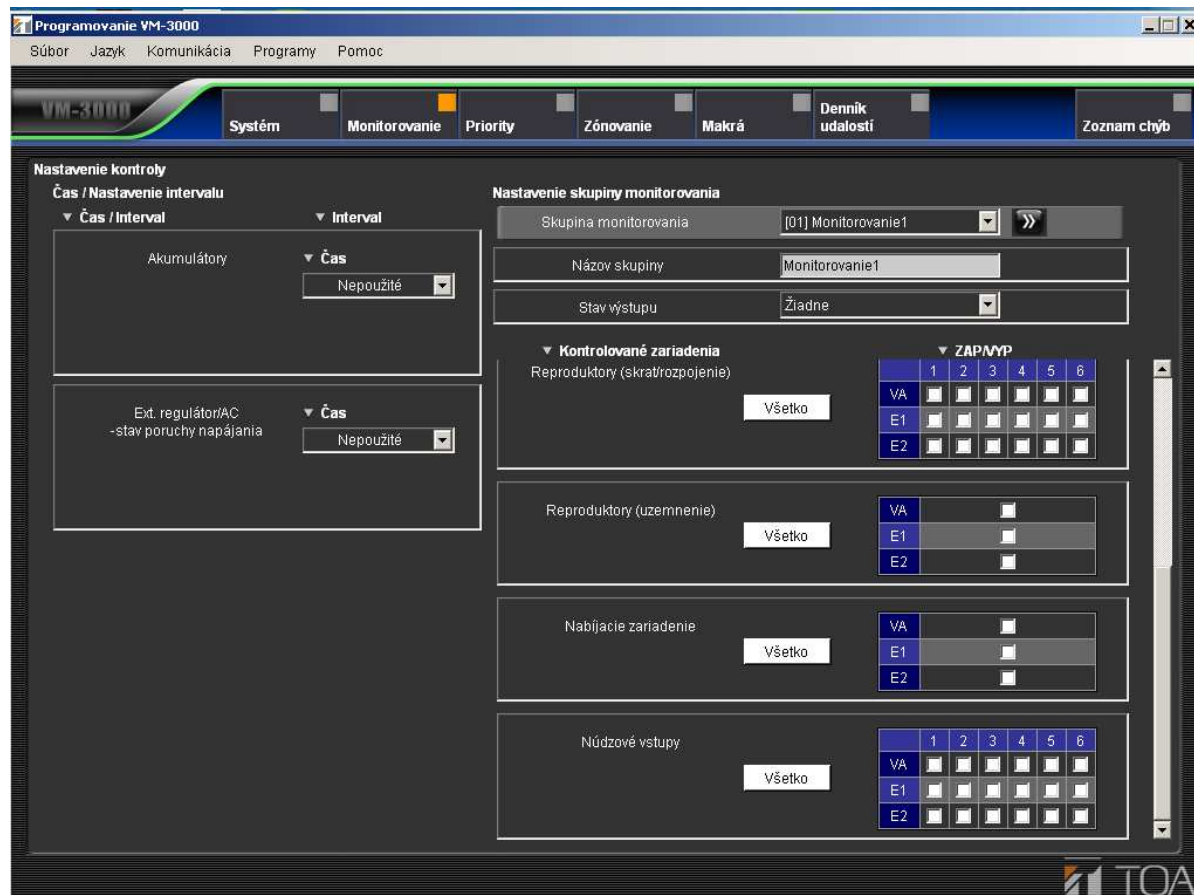 Programovanie VM-3000
Súbor Jazyk Komunikácia Programy Pomoc
VM-3000
Systém Monitorovanie Priority Zónovanie Makrá Denník udalostí Zoznam chýb
Nastavenie kontroly
Čas / Nastavenie intervalu
Čas / Interval Interval
Akumulátory Čas
Nepoužité
Ext. regulátor/AC Čas
-stav poruchy napájania
Nepoužité
Nastavenie skupiny monitorovania
Skupina monitorovania [01] Monitorovanie1
Názov skupiny Monitorovanie1
Stav výstupu Žiadne
Kontrolované zariadenia ZAP/VYP
Reproduktory (skrat/rozpojenie)
Všetko
1 2 3 4 5 6
VA
E1
E2
Reproduktory (uzemnenie)
Všetko
VA
E1
E2
Nabíjacie zariadenie
Všetko
VA
E1
E2
Núdzové vstupy
Všetko
1 2 3 4 5 6
VA
E1
E2
TOA